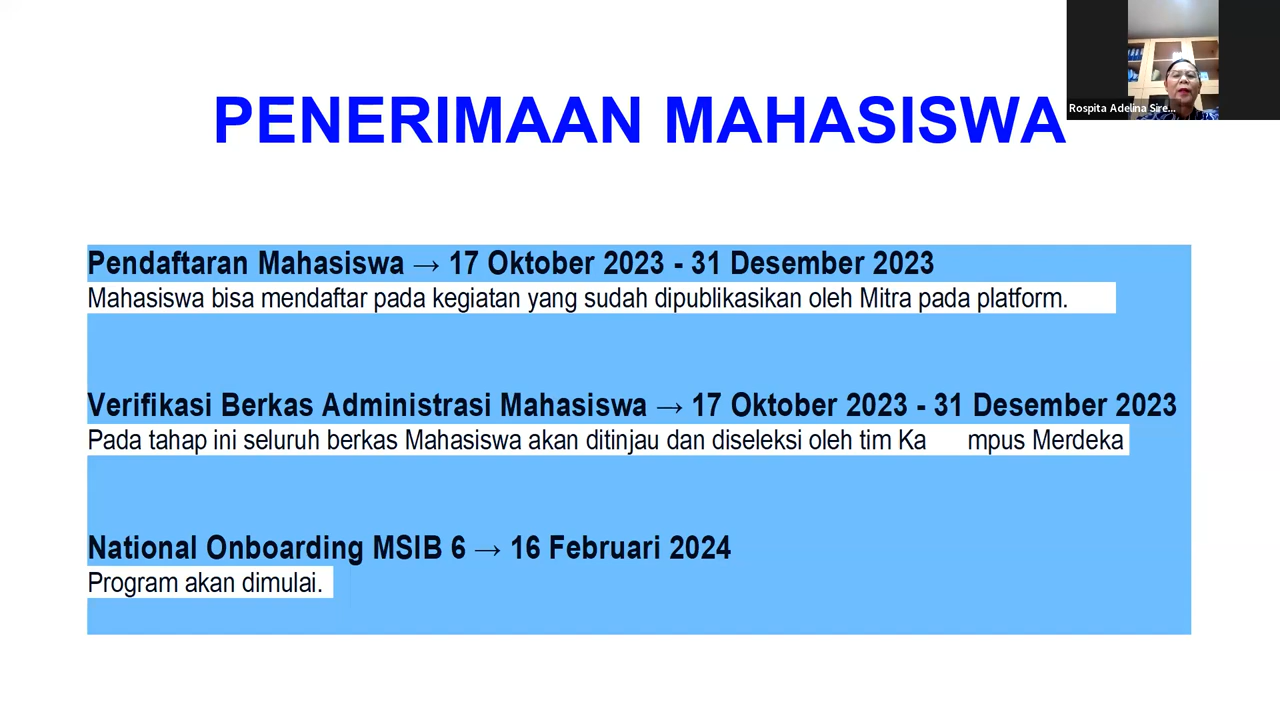 PENERIMAAN MAHASISWA
Rospita Adelina Sire...
Pendaftaran Mahasiswa → 17 Oktober 2023 - 31 Desember 2023
Mahasiswa bisa mendaftar pada kegiatan yang sudah dipublikasikan oleh Mitra pada platform.
Verifikasi Berkas Administrasi Mahasiswa → 17 Oktober 2023 - 31 Desember 2023
Pada tahap ini seluruh berkas Mahasiswa akan ditinjau dan diseleksi oleh tim Ka mpus Merdeka
National Onboarding MSIB 6 → 16 Februari 2024
Program akan dimulai.